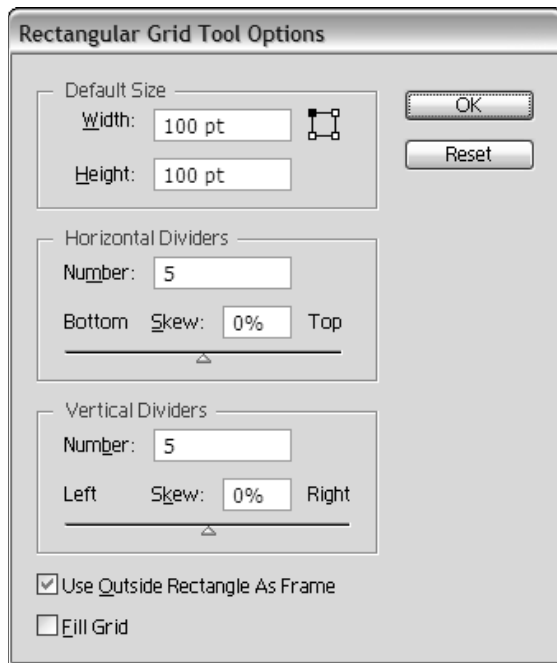 Rectangular Grid Tool Options
Default Size
Width: 100 pt
Height: 100 pt
OK
Reset
Horizontal Dividers
Number: 5
Bottom Skew: 0% Top
Vertical Dividers
Number: 5
Left Skew: 0% Right
Use Outside Rectangle As Frame
Fill Grid